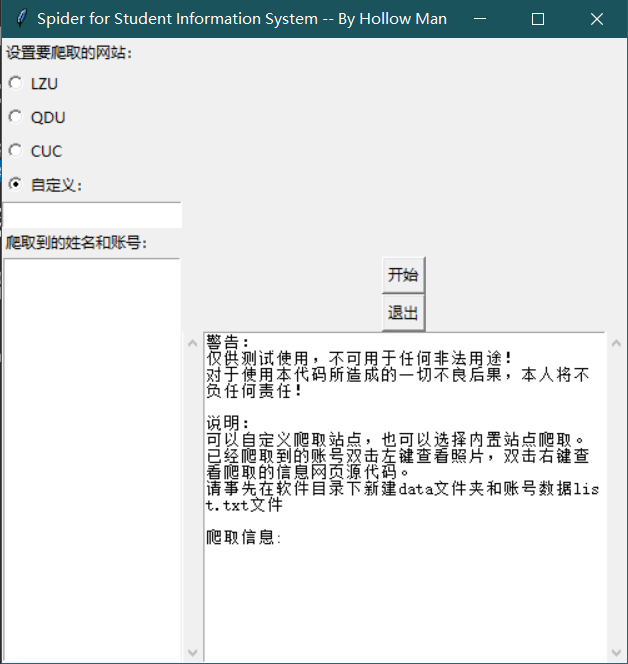 Spider for Student Information System -- By Hollow Man
设置要爬取的网站：
LZU
QDU
CUC
自定义：
爬取到的姓名和账号：
开始
退出
警告：
仅供测试使用，不可用于任何非法用途！
对于使用本代码所造成的一切不良后果，本人将不
负任何责任！
说明：
可以自定义爬取站点，也可以选择内置站点爬取。
已经爬取到的账号双击左键查看照片，双击右键查
看爬取的信息网页源代码。
请事先在软件目录下新建data文件夹和账号数据lis
t.txt文件
爬取信息: